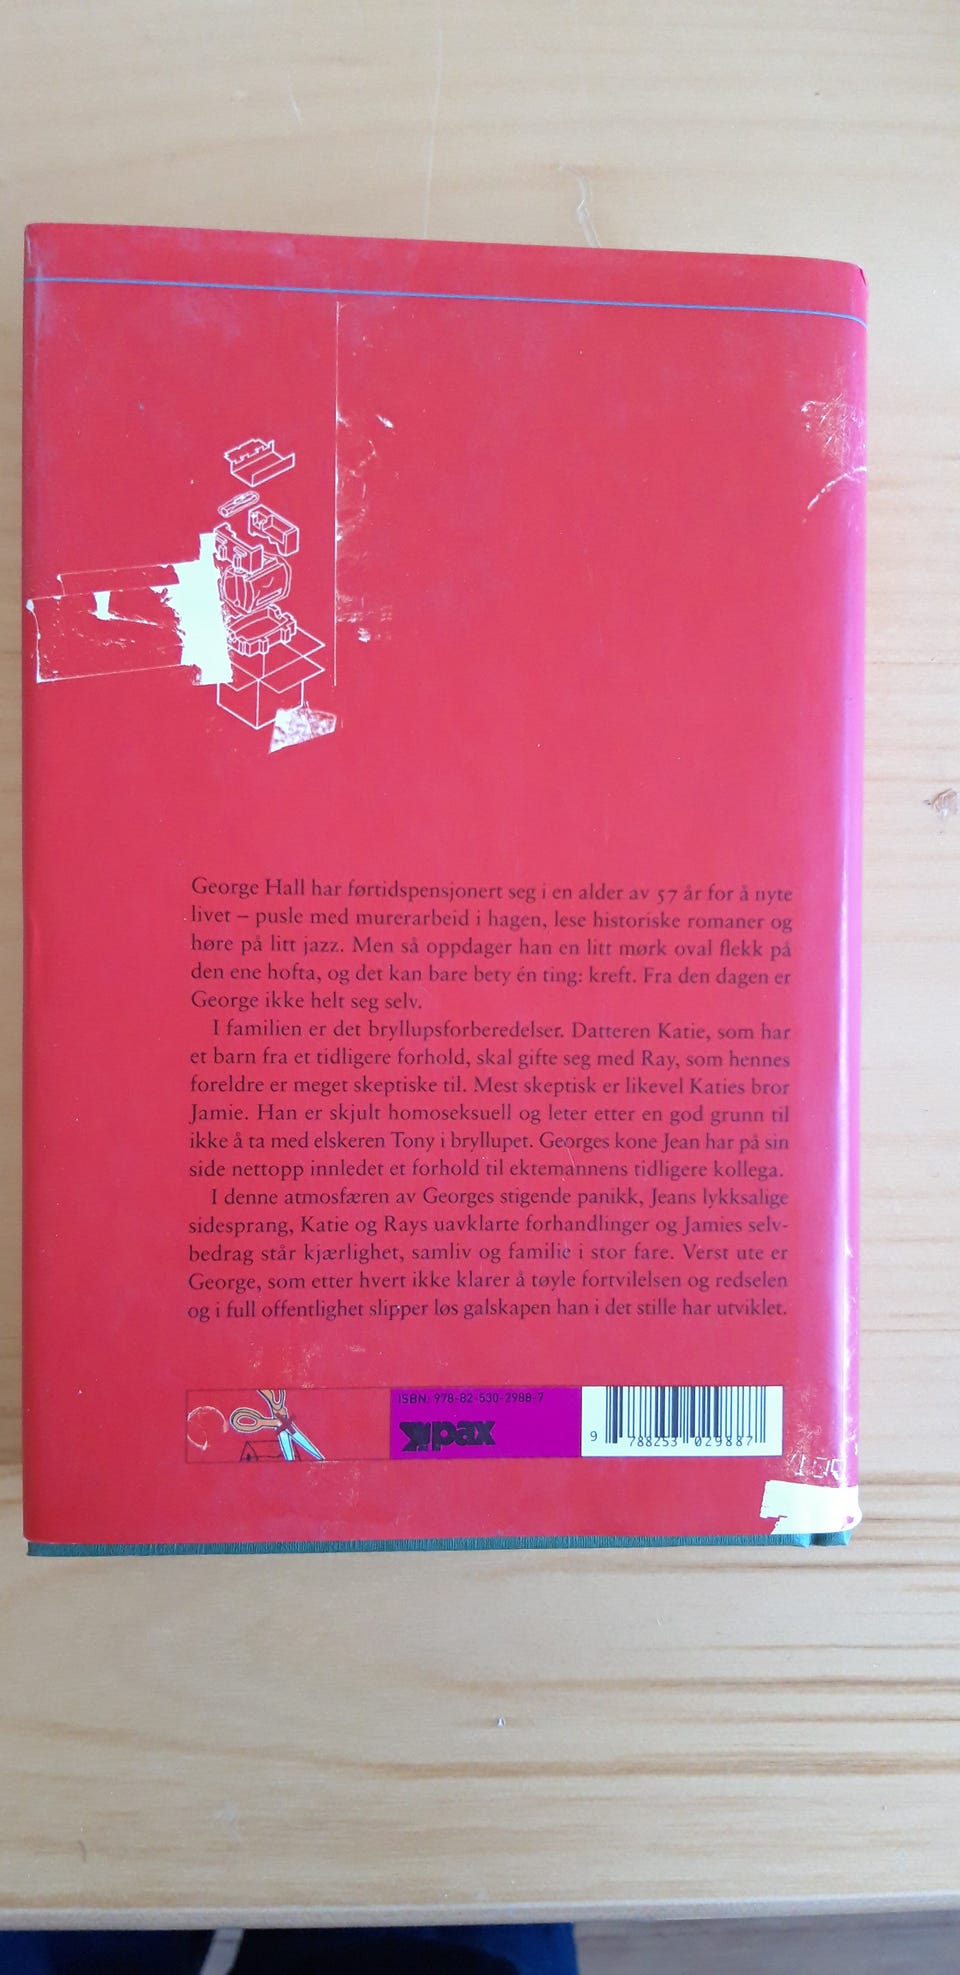 George Hall har førtidspensjonert seg i en alder av 57 år for å nyte
livet – pusle med murerarbeid i hagen, lese historiske romaner og
høre på litt jazz. Men så oppdager han en litt mørk oval flekk på
den ene hofta, og det kan bare bety én ting: kreft. Fra den dagen er
George ikke helt seg selv.
I familien er det bryllupsforberedelser. Datteren Katie, som har
et barn fra et tidligere forhold, skal gifte seg med Ray, som hennes
foreldre er meget skeptiske til. Mest skeptisk er likevel Katies bror
Jamie. Han er skjult homoseksuell og leter etter en god grunn til
ikke å ta med elskeren Tony i bryllupet. Georges kone Jean har på sin
side nettopp innledet et forhold til ektemannens tidligere kollega.
I denne atmosfæren av Georges stigende panikk, Jeans lykksalige
sidesprang, Katie og Rays uavklarte forhandlinger og Jamies selv-
bedrag står kjærlighet, samliv og familie i stor fare. Verst ute er
George, som etter hvert ikke klarer å tøyle fortvilelsen og redselen
og i full offentlighet slipper løs galskapen han i det stille har utviklet.
ISBN: 978-82-530-2988-7
pax
9 788253 029887